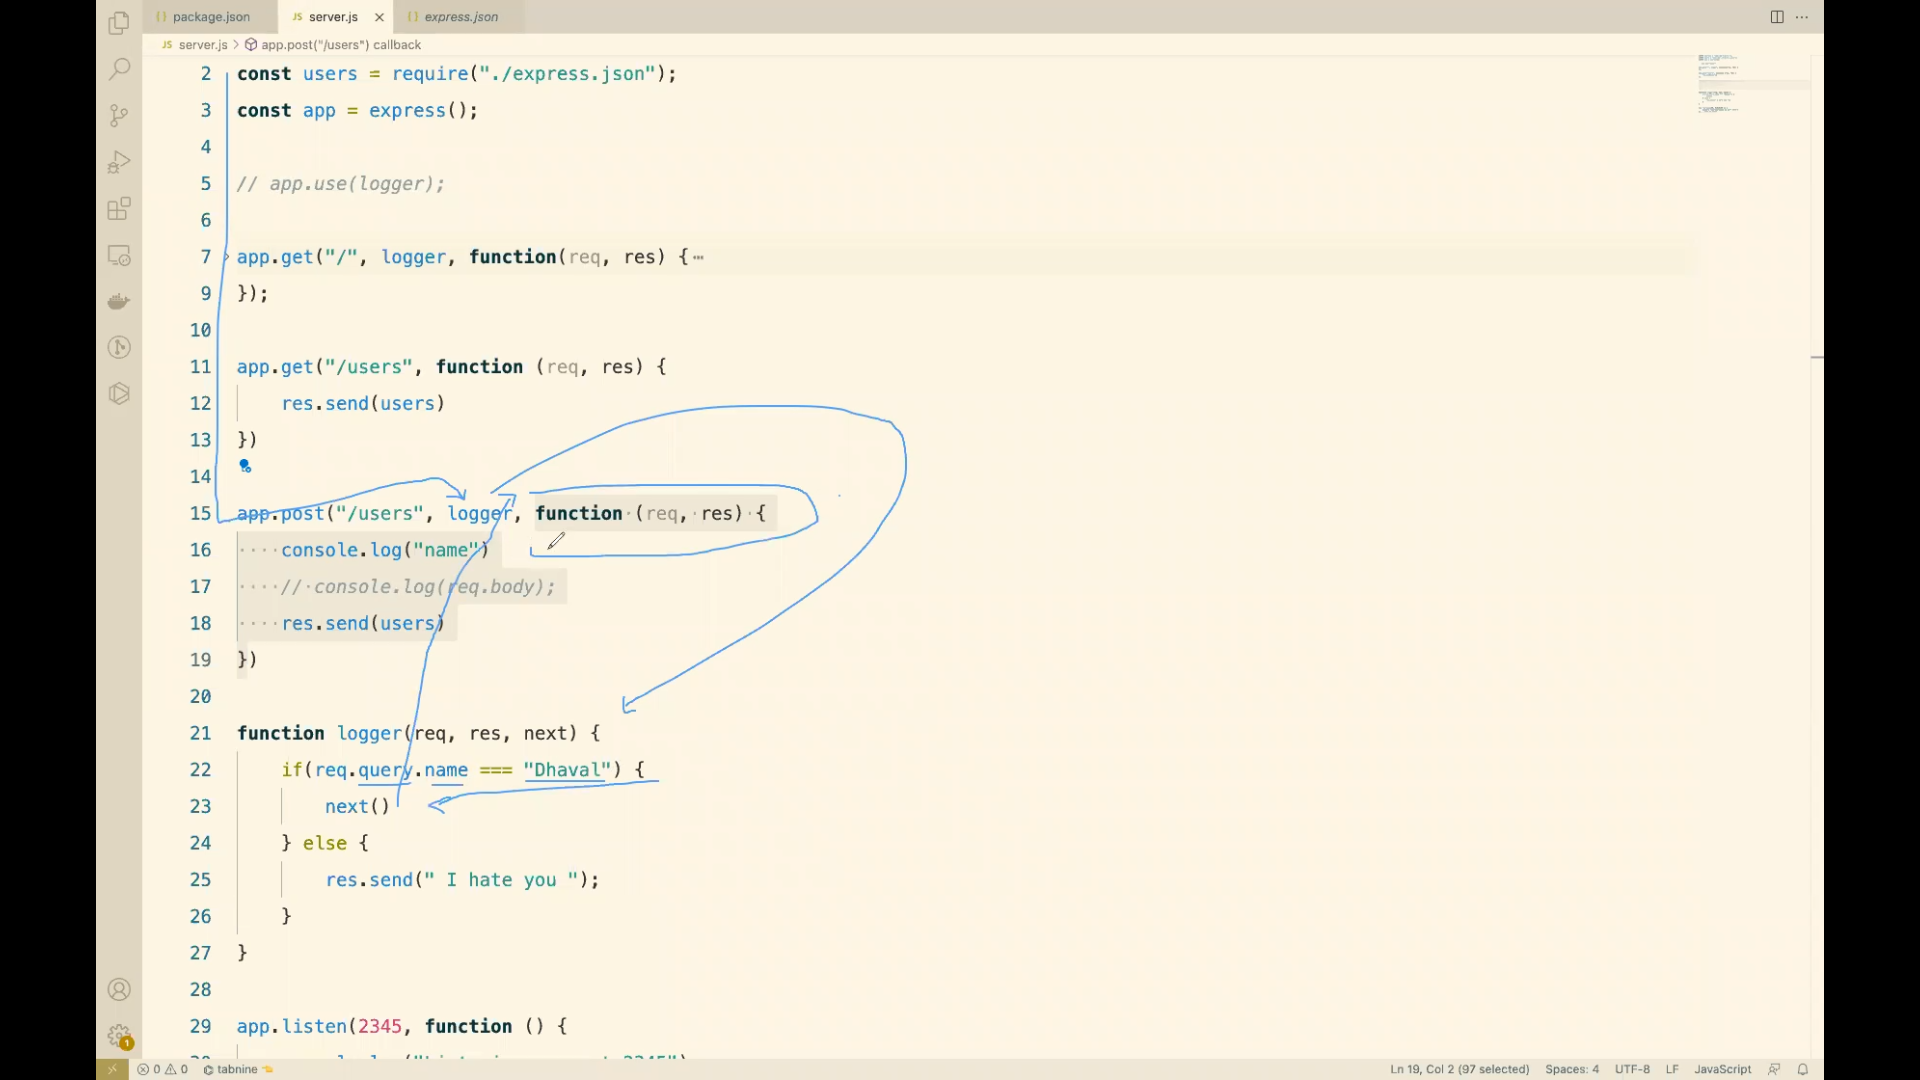 package.json
JS server.js
express.json
JS server.js > app.post("/users") callback
2 const users = require("./express.json");
3 const app = express();
4
5 // app.use(logger);
6
7 app.get("/", logger, function(req, res) {⋯
9 });
10
11 app.get("/users", function (req, res) {
12 res.send(users)
13 })
14
15 app.post("/users", logger, function (req, res) {
16 console.log("name")
17 // console.log(req.body);
18 res.send(users)
19 })
20
21 function logger(req, res, next) {
22 if(req.query.name === "Dhaval") {
23 next()
24 } else {
25 res.send(" I hate you ");
26 }
27 }
28
29 app.listen(2345, function () {
1
0 0 tabnine
Ln 19, Col 2 (97 selected) Spaces: 4 UTF-8 LF JavaScript